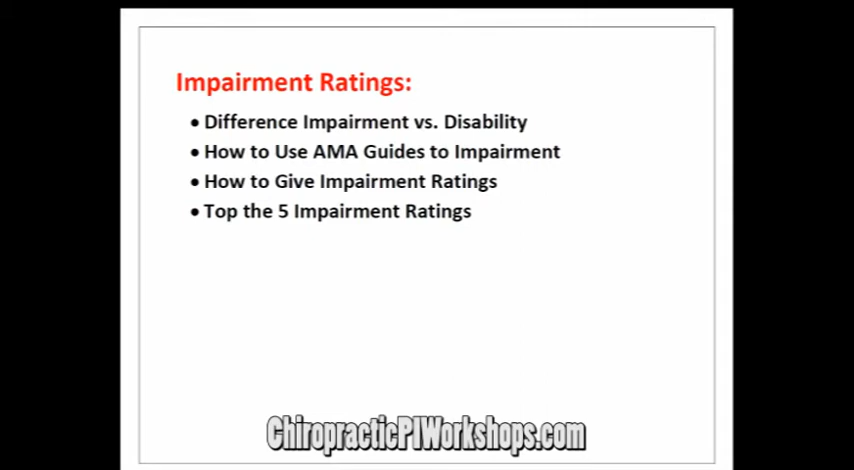 Impairment Ratings:
• Difference Impairment vs. Disability
• How to Use AMA Guides to Impairment
• How to Give Impairment Ratings
• Top the 5 Impairment Ratings
ChiropracticPIWorkshops.com